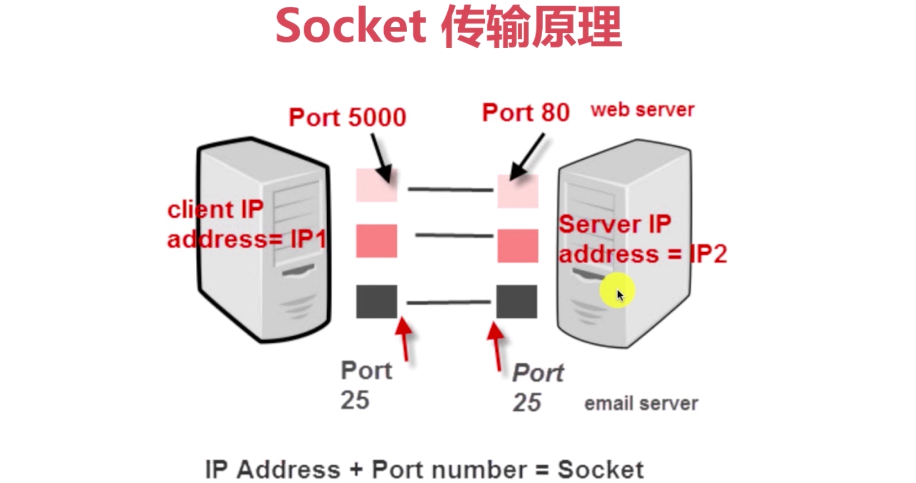 Socket 传输原理
Port 5000
Port 80
web server
client IP
address= IP1
Server IP
address = IP2
Port
25
Port
25
email server
IP Address + Port number = Socket